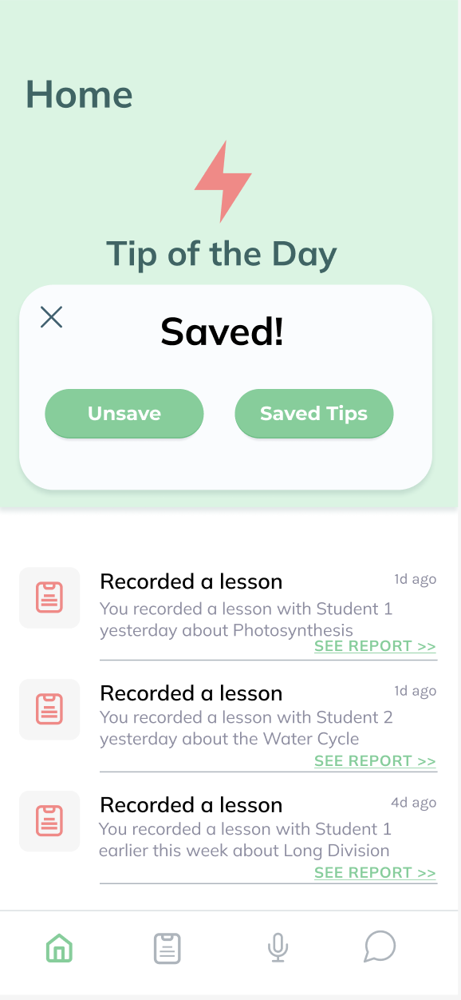 Home
Tip of the Day
Saved!
Unsave
Saved Tips
Recorded a lesson
1d ago
You recorded a lesson with Student 1
yesterday about Photosynthesis
SEE REPORT >>
Recorded a lesson
1d ago
You recorded a lesson with Student 2
yesterday about the Water Cycle
SEE REPORT >>
Recorded a lesson
4d ago
You recorded a lesson with Student 1
earlier this week about Long Division
SEE REPORT >>